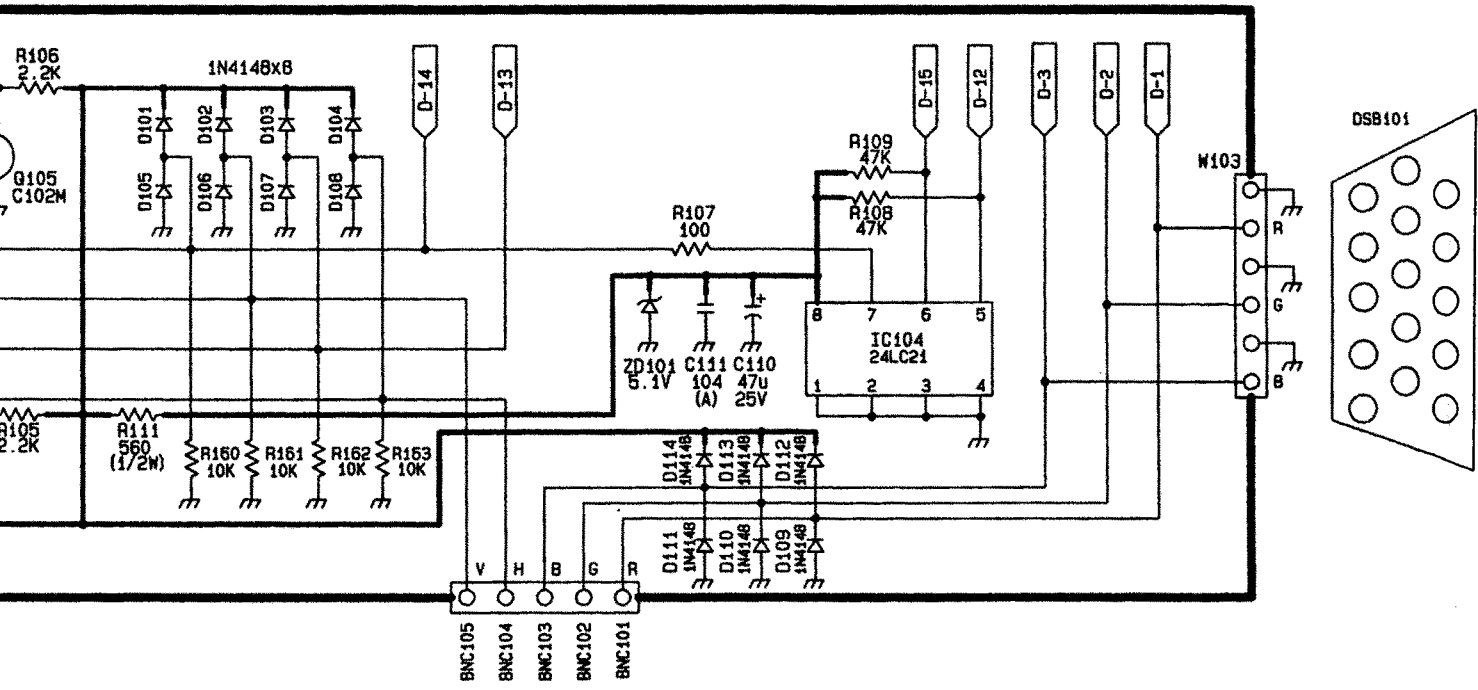 R106
2.2K
1N4148x8
D-14
D-13
D-15
D-12
D-3
D-2
D-1
DSB101
D101
D102
D103
D104
Q105
C102M
D105
D106
D107
D108
R109
47K
R108
47K
W103
R
G
B
R107
100
8
7
6
5
IC104
24LC21
1
2
3
4
ZD101
5.1V
C111
104
(A)
C110
+
47u
25V
R105
2.2K
R111
560
(1/2W)
R160
10K
R161
10K
R162
10K
R163
10K
D114
1N4148
D113
1N4148
D112
1N4148
D111
1N4148
D110
1N4148
D109
1N4148
V
H
B
G
R
BNC105
BNC104
BNC103
BNC102
BNC101